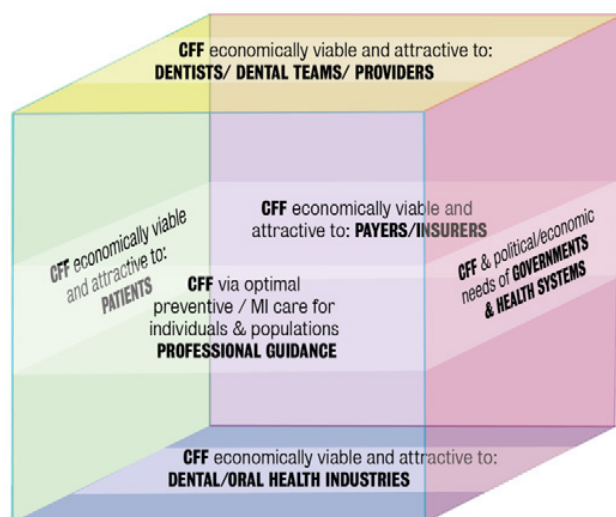 CFF economically viable and attractive to:
DENTISTS/ DENTAL TEAMS/ PROVIDERS
CFF economically viable and
attractive to: PAYERS/INSURERS
CFF economically viable
and attractive to:
PATIENTS
CFF & political/economic
needs of GOVERNMENTS
& HEALTH SYSTEMS
CFF via optimal
preventive / MI care for
individuals & populations
PROFESSIONAL GUIDANCE
CFF economically viable and attractive to:
DENTAL/ORAL HEALTH INDUSTRIES